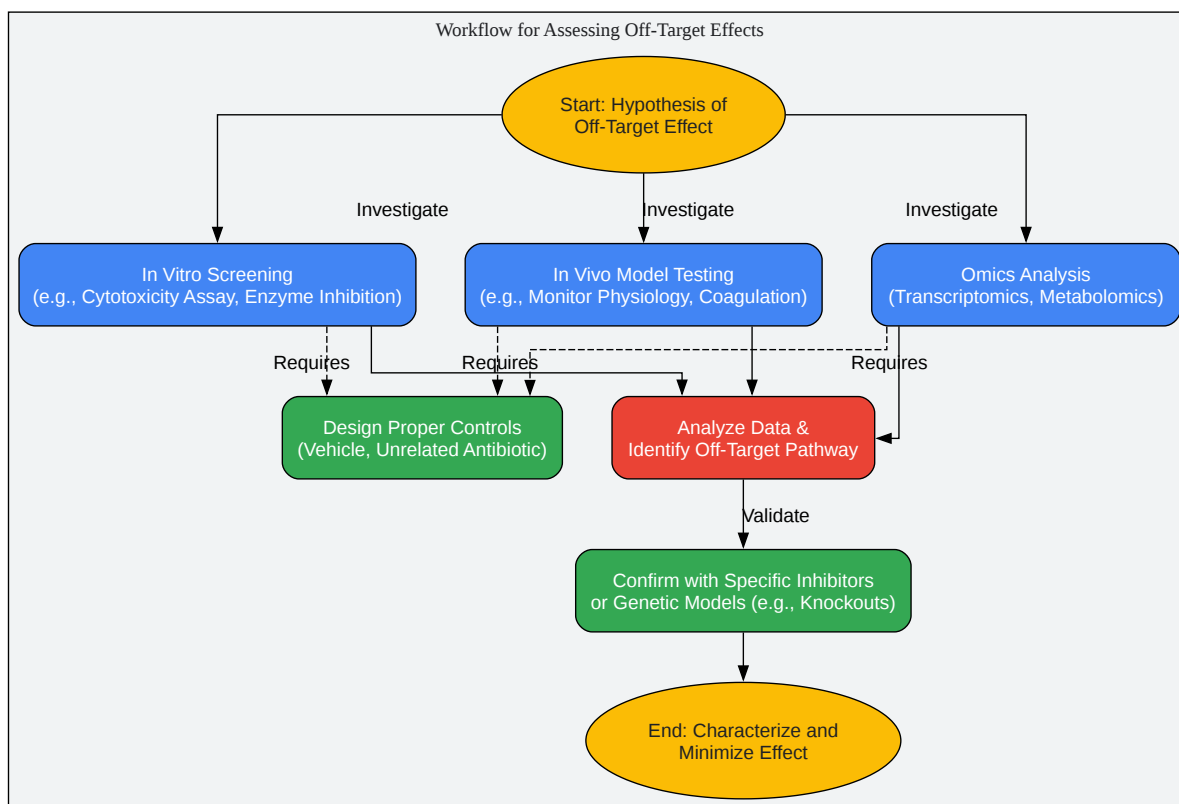 Workflow for Assessing Off-Target Effects
Start: Hypothesis of
Off-Target Effect
Investigate
Investigate
Investigate
In Vitro Screening
(e.g., Cytotoxicity Assay, Enzyme Inhibition)
In Vivo Model Testing
(e.g., Monitor Physiology, Coagulation)
Omics Analysis
(Transcriptomics, Metabolomics)
Requires
Requires
Requires
Design Proper Controls
(Vehicle, Unrelated Antibiotic)
Analyze Data &
Identify Off-Target Pathway
Validate
Confirm with Specific Inhibitors
or Genetic Models (e.g., Knockouts)
End: Characterize and
Minimize Effect